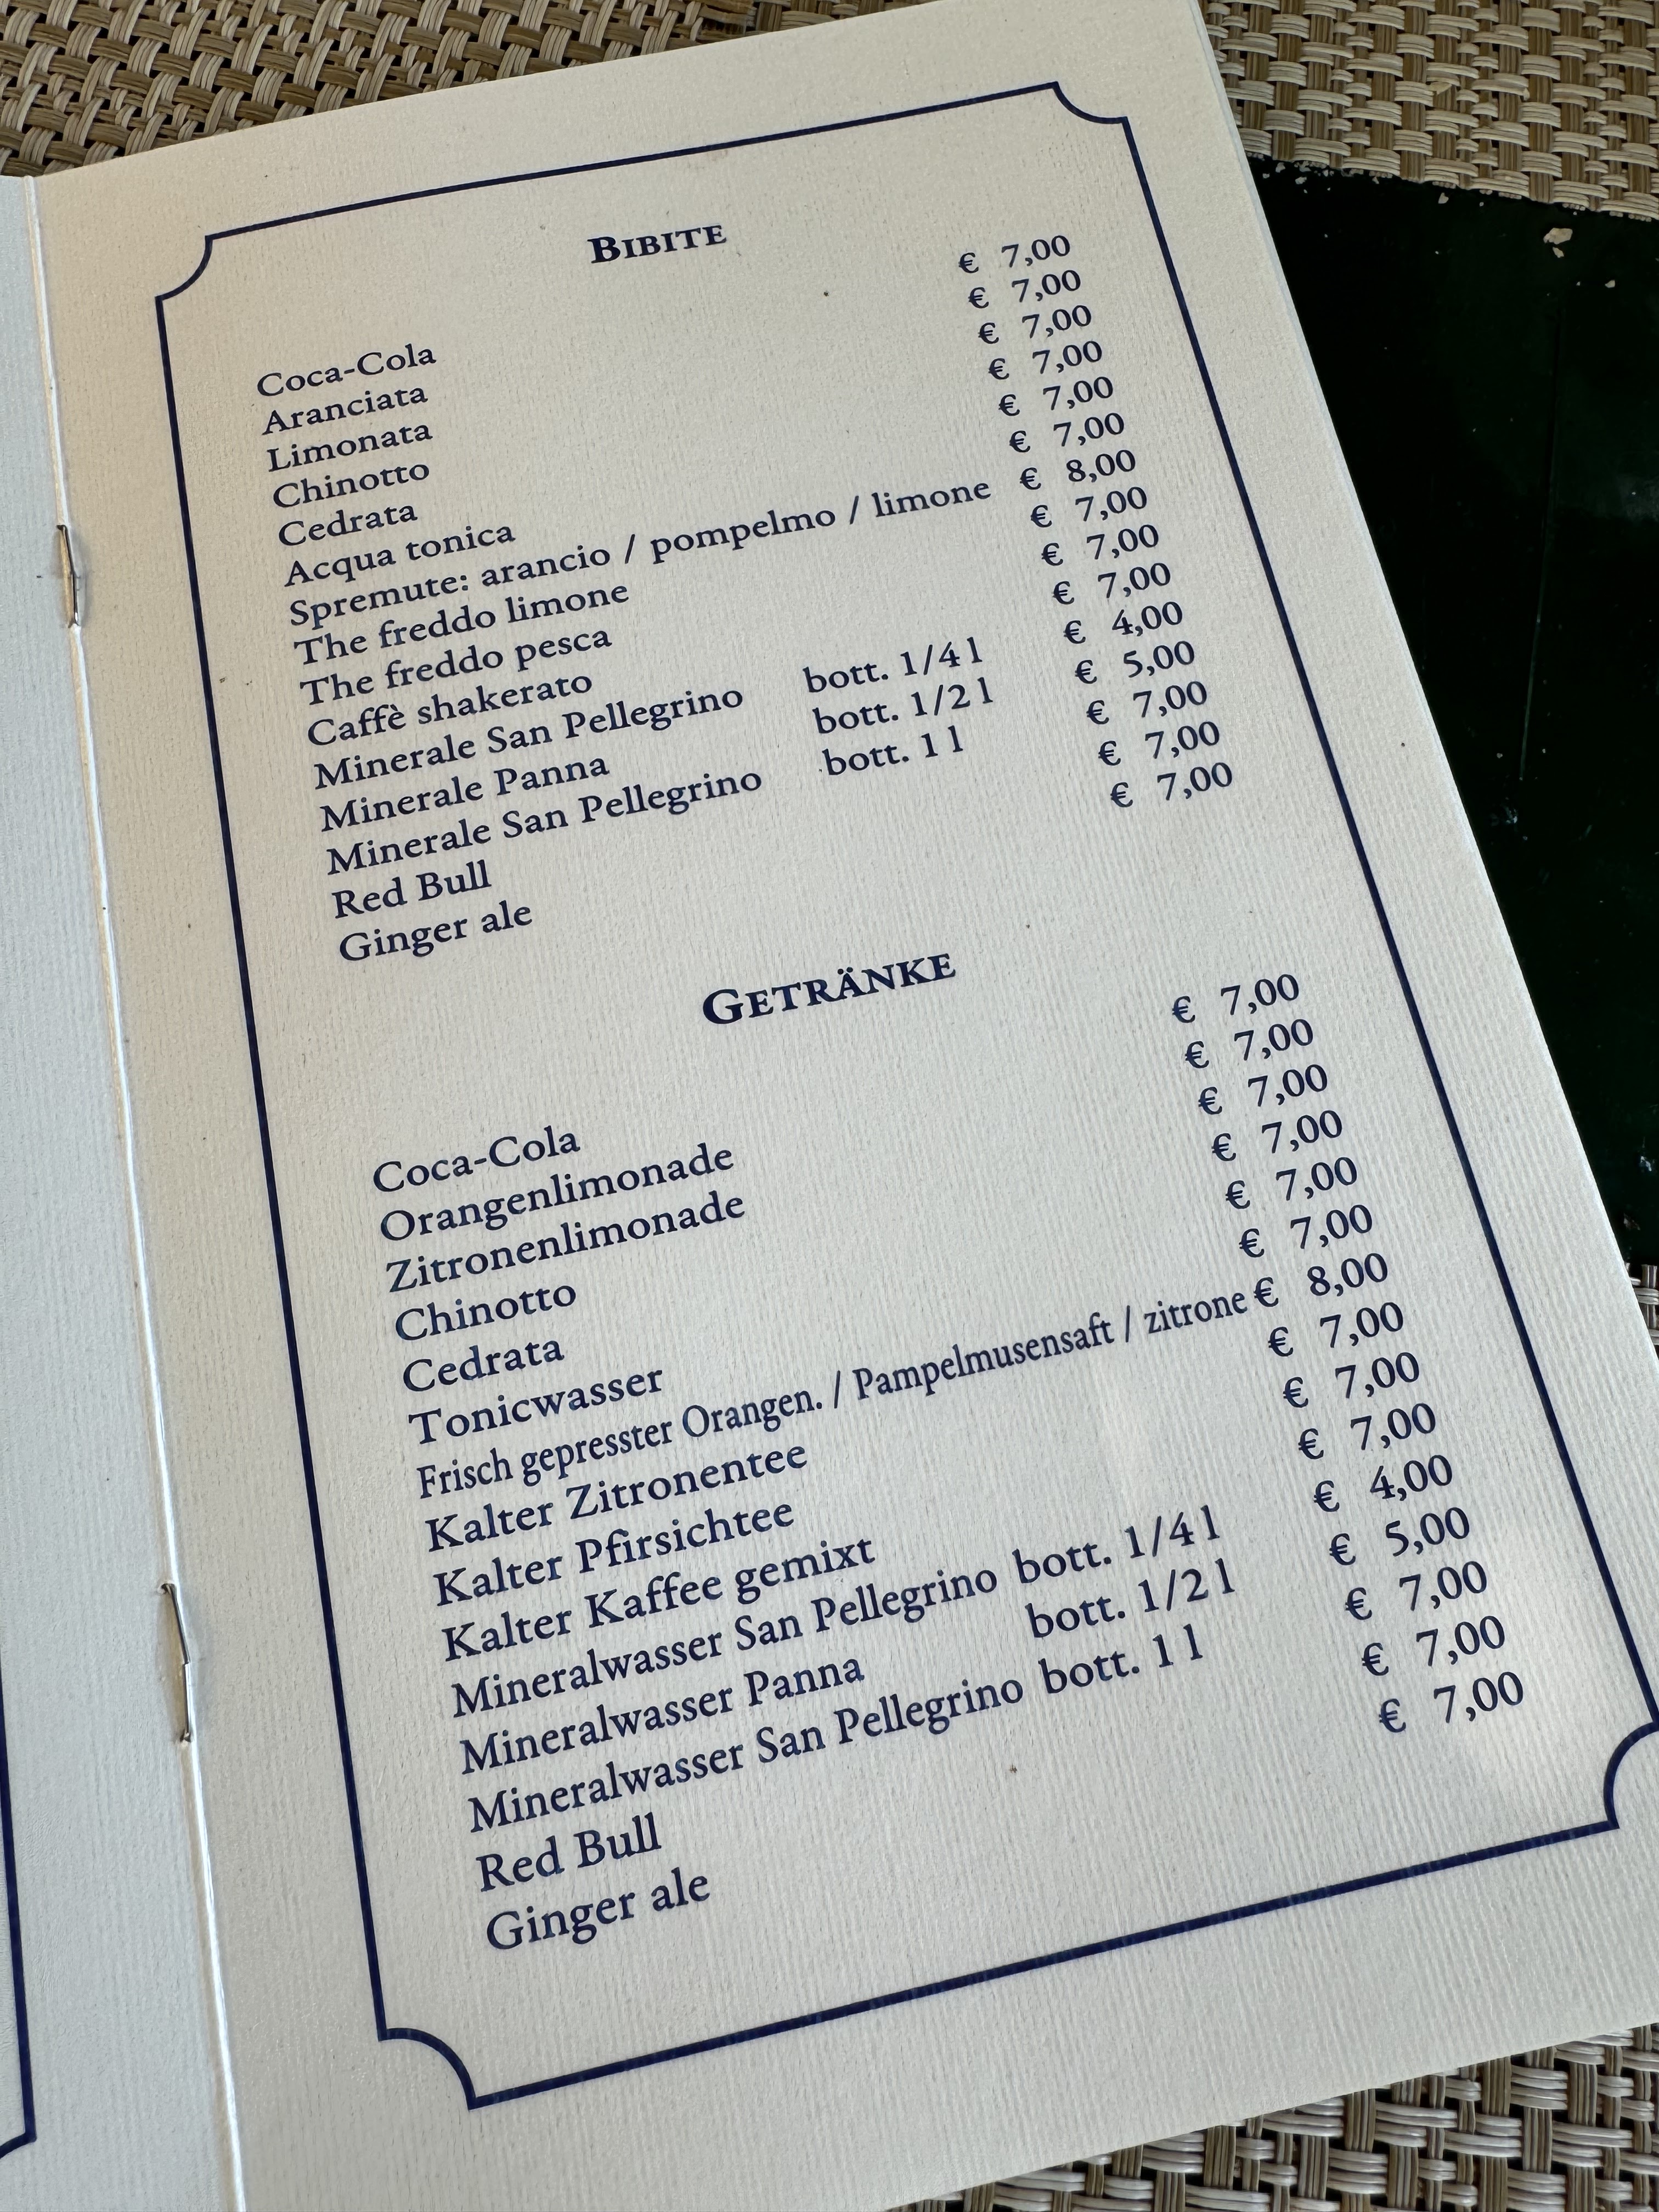 BIBITE
Coca-Cola € 7,00
Aranciata € 7,00
Limonata € 7,00
Chinotto € 7,00
Cedrata € 7,00
Acqua tonica € 7,00
Spremute: arancio / pompelmo / limone € 8,00
The freddo limone € 7,00
The freddo pesca € 7,00
Caffè shakerato € 7,00
Minerale San Pellegrino bott. 1/4 l € 4,00
Minerale Panna bott. 1/2 l € 5,00
Minerale San Pellegrino bott. 1 l € 7,00
Red Bull € 7,00
Ginger ale € 7,00
GETRÄNKE
Coca-Cola € 7,00
Orangenlimonade € 7,00
Zitronenlimonade € 7,00
Chinotto € 7,00
Cedrata € 7,00
Tonicwasser € 7,00
Frisch gepresster Orangen. / Pampelmusensaft / zitrone € 8,00
Kalter Zitronentee € 7,00
Kalter Pfirsichtee € 7,00
Kalter Kaffee gemixt € 7,00
Mineralwasser San Pellegrino bott. 1/4 l € 4,00
Mineralwasser Panna bott. 1/2 l € 5,00
Mineralwasser San Pellegrino bott. 1 l € 7,00
Red Bull € 7,00
Ginger ale € 7,00